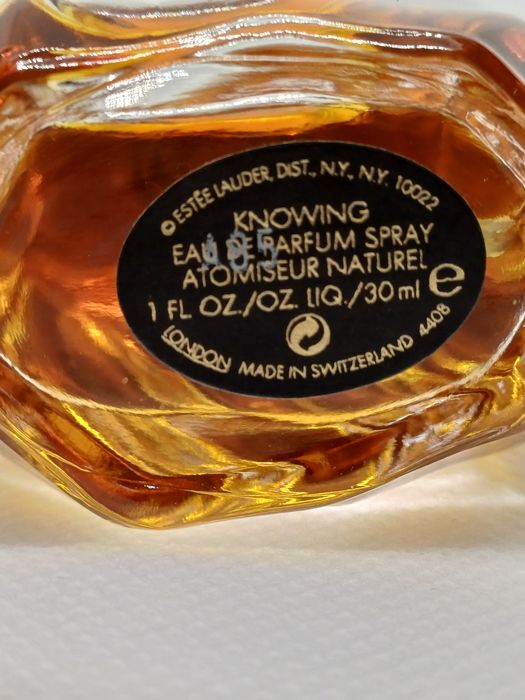 © ESTĒE LAUDER, DIST., N.Y., N.Y. 10022
KNOWING
EAU DE PARFUM SPRAY
A05
ATOMISEUR NATUREL
1 FL. OZ./OZ. LIQ./30 ml e
LONDON MADE IN SWITZERLAND 4408